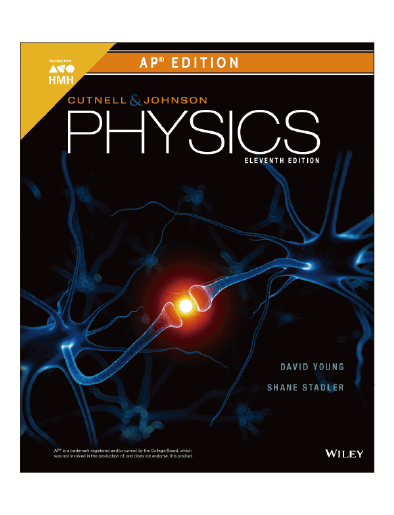 HMH
AP® EDITION
CUTNELL & JOHNSON
PHYSICS
ELEVENTH EDITION
DAVID YOUNG
SHANE STADLER
AP® is a trademark registered and/or owned by the College Board, which
was not involved in the production of, and does not endorse, this product.
WILEY